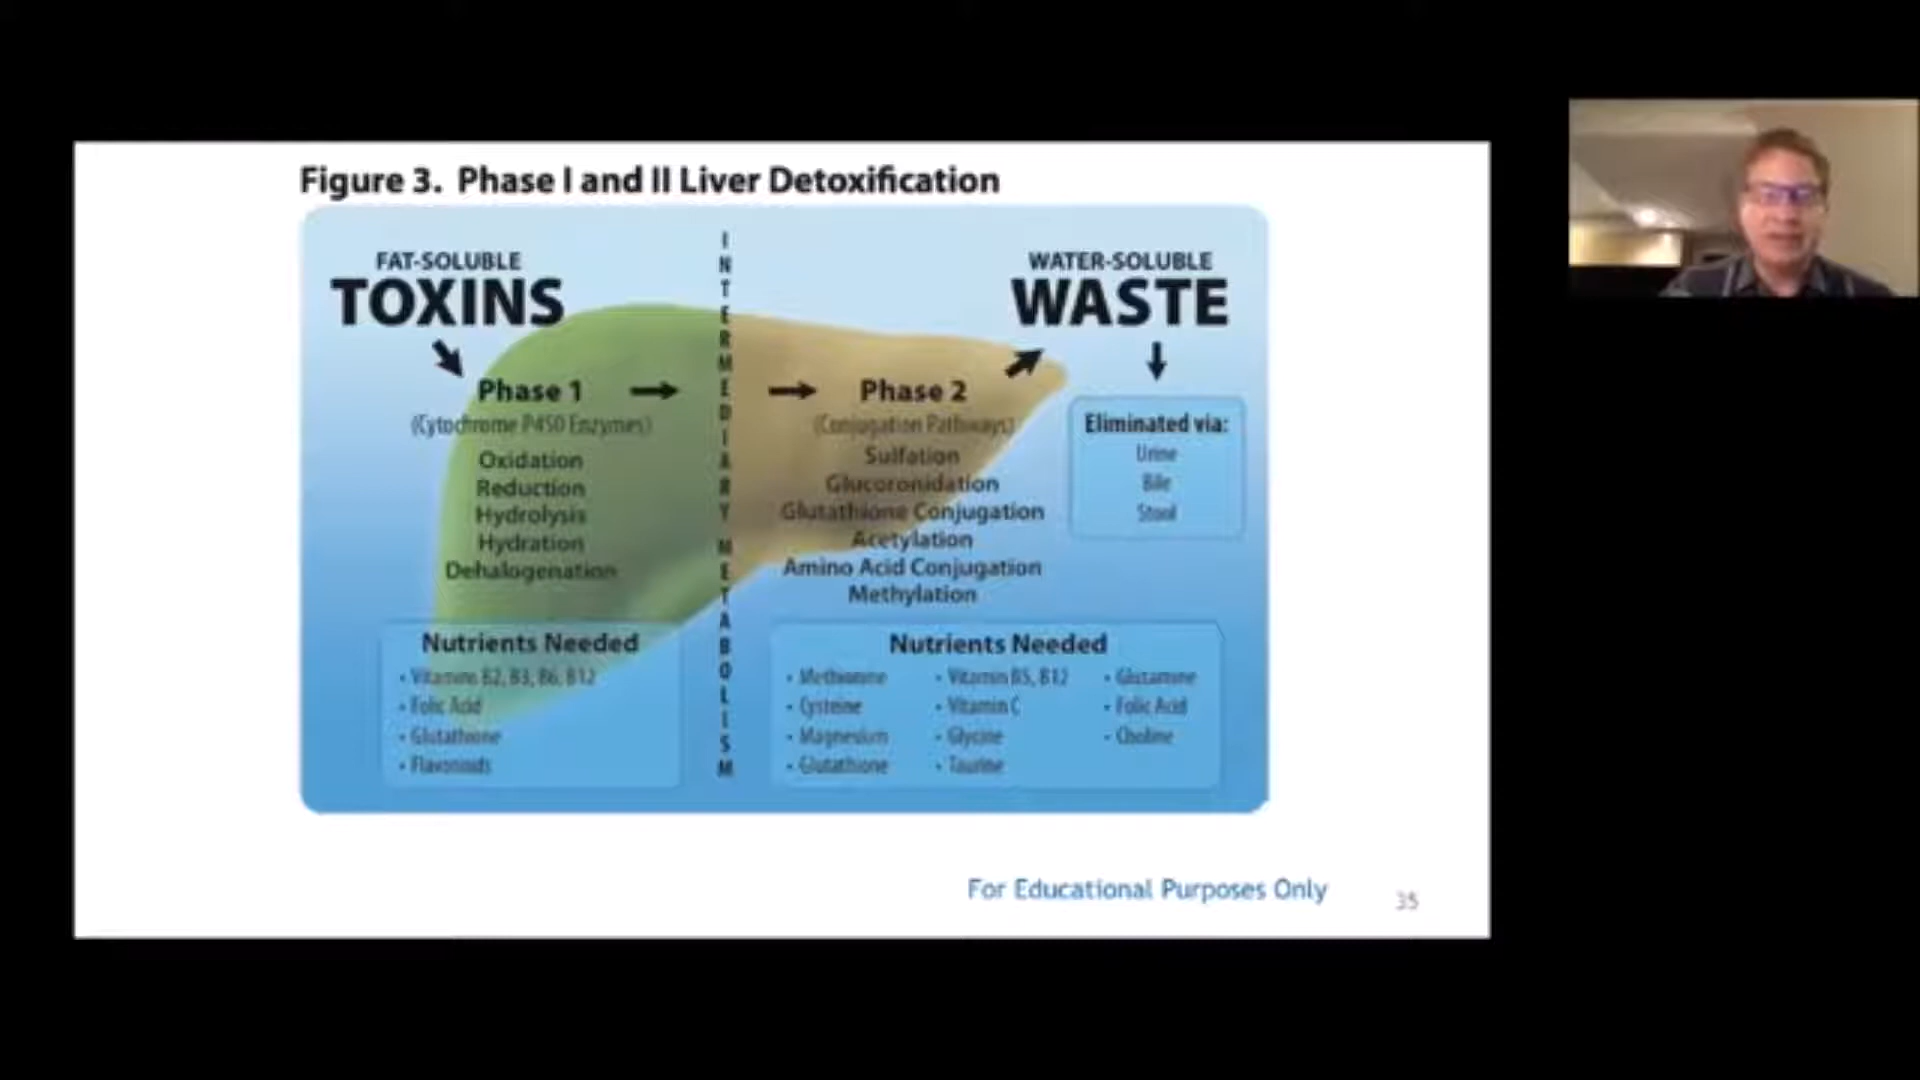 Figure 3. Phase I and II Liver Detoxification
FAT-SOLUBLE
TOXINS
Phase 1
(Cytochrome P450 Enzymes)
Oxidation
Reduction
Hydrolysis
Hydration
Dehalogenation
Nutrients Needed
• Vitamins B2, B3, B6, B12
• Folic Acid
• Glutathione
• Flavonoids
INTERMEDIARY METABOLISM
Phase 2
(Conjugation Pathways)
Sulfation
Glucoronidation
Glutathione Conjugation
Acetylation
Amino Acid Conjugation
Methylation
Nutrients Needed
• Methionine
• Cysteine
• Magnesium
• Glutathione
• Vitamin B5, B12
• Vitamin C
• Glycine
• Taurine
• Glutamine
• Folic Acid
• Choline
WATER-SOLUBLE
WASTE
Eliminated via:
Urine
Bile
Stool
For Educational Purposes Only
35